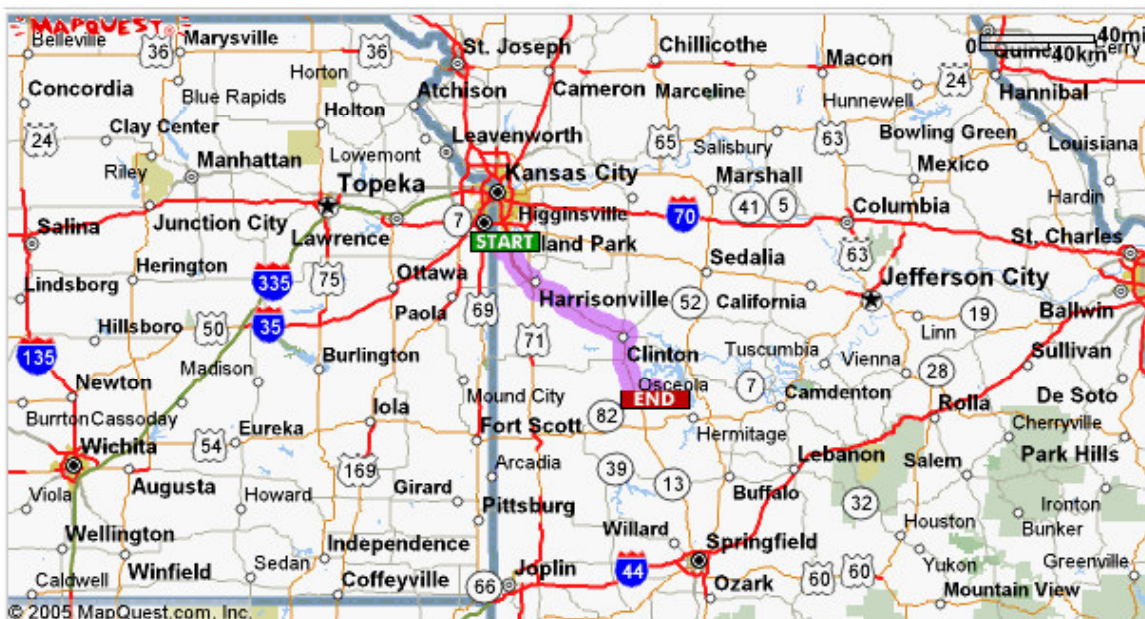 MAPQUEST
40mi
0
40km
Belleville
36
Marysville
36
St. Joseph
Chillicothe
Macon
24
Hannibal
Concordia
Horton
Atchison
Cameron
Marceline
Hunnewell
Blue Rapids
Holton
24
Clay Center
Leavenworth
65
63
Bowling Green
Louisiana
Manhattan
Lowemont
Salisbury
Riley
Topeka
Kansas City
Marshall
Mexico
Hardin
Salina
Junction City
Lawrence
7
Higginsville
70
41
5
Columbia
St. Charles
START
land Park
63
Herington
335
75
Ottawa
Sedalia
Jefferson City
Lindsborg
Harrisonville
52
California
Ballwin
Paola
69
Hillsboro
50
35
71
Linn
19
135
Madison
Burlington
Clinton
Tuscumbia
Vienna
Sullivan
Newton
Mound City
Osceola
7
Camdenton
28
De Soto
Burrton
Cassoday
Iola
END
82
Rolla
Cherryville
Wichita
54
Eureka
Fort Scott
Hermitage
169
Arcadia
39
13
Lebanon
Salem
Park Hills
Viola
Augusta
Howard
Girard
Pittsburg
Buffalo
32
Ironton
Wellington
Independence
Willard
Springfield
Houston
Bunker
Caldwell
Winfield
Sedan
Coffeyville
66
Joplin
44
Ozark
60
60
Yukon
Greenville
Mountain View
© 2005 MapQuest.com, Inc.